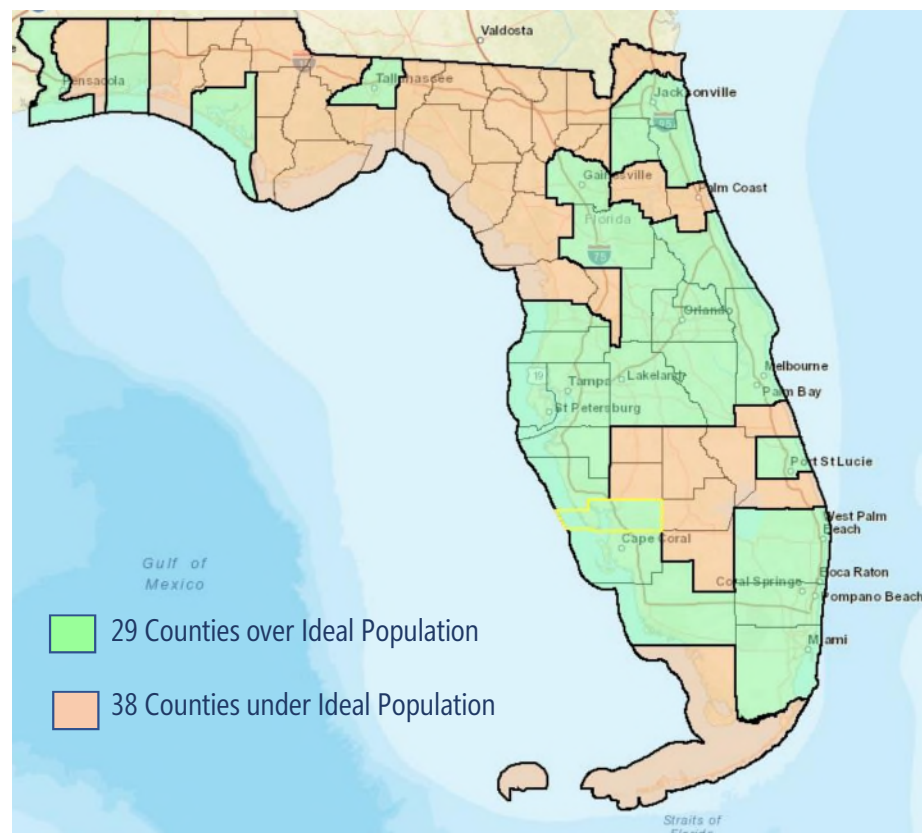 Valdosta
10
Pensacola
Tallahassee
Jacksonville
95
Gainesville
Palm Coast
Florida
75
Orlando
Melbourne
19
Tampa
Lakeland
Palm Bay
St Petersburg
Port St Lucie
West Palm
Beach
Cape Coral
Gulf of
Mexico
Boca Raton
Coral Springs
Pompano Beach
Miami
29 Counties over Ideal Population
38 Counties under Ideal Population
Straits of